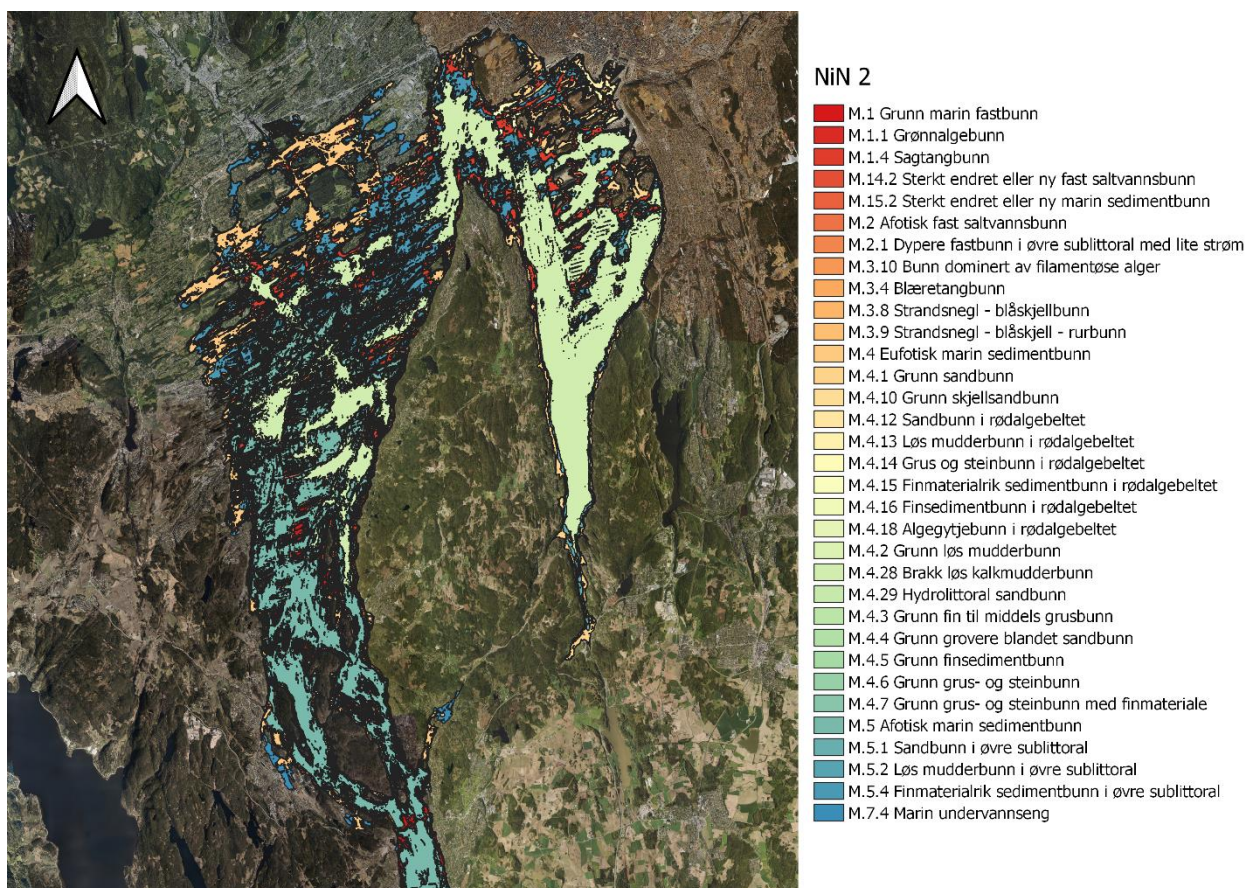 NiN 2
M.1 Grunn marin fastbunn
M.1.1 Grønnalgebunn
M.1.4 Sagtangbunn
M.14.2 Sterkt endret eller ny fast saltvannsbunn
M.15.2 Sterkt endret eller ny marin sedimentbunn
M.2 Afotisk fast saltvannsbunn
M.2.1 Dypere fastbunn i øvre sublittoral med lite strøm
M.3.10 Bunn dominert av filamentøse alger
M.3.4 Blæretangbunn
M.3.8 Strandsnegl - blåskjellbunn
M.3.9 Strandsnegl - blåskjell - rurbunn
M.4 Eufotisk marin sedimentbunn
M.4.1 Grunn sandbunn
M.4.10 Grunn skjellsandbunn
M.4.12 Sandbunn i rødalgebeltet
M.4.13 Løs mudderbunn i rødalgebeltet
M.4.14 Grus og steinbunn i rødalgebeltet
M.4.15 Finmaterialrik sedimentbunn i rødalgebeltet
M.4.16 Finsedimentbunn i rødalgebeltet
M.4.18 Algegytjebunn i rødalgebeltet
M.4.2 Grunn løs mudderbunn
M.4.28 Brakk løs kalkmudderbunn
M.4.29 Hydrolittoral sandbunn
M.4.3 Grunn fin til middels grusbunn
M.4.4 Grunn grovere blandet sandbunn
M.4.5 Grunn finsedimentbunn
M.4.6 Grunn grus- og steinbunn
M.4.7 Grunn grus- og steinbunn med finmateriale
M.5 Afotisk marin sedimentbunn
M.5.1 Sandbunn i øvre sublittoral
M.5.2 Løs mudderbunn i øvre sublittoral
M.5.4 Finmaterialrik sedimentbunn i øvre sublittoral
M.7.4 Marin undervannseng